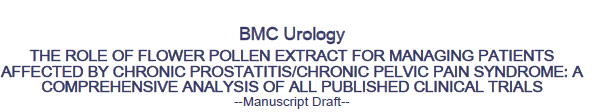 BMC Urology
THE ROLE OF FLOWER POLLEN EXTRACT FOR MANAGING PATIENTS
AFFECTED BY CHRONIC PROSTATITIS/CHRONIC PELVIC PAIN SYNDROME: A
COMPREHENSIVE ANALYSIS OF ALL PUBLISHED CLINICAL TRIALS
--Manuscript Draft--